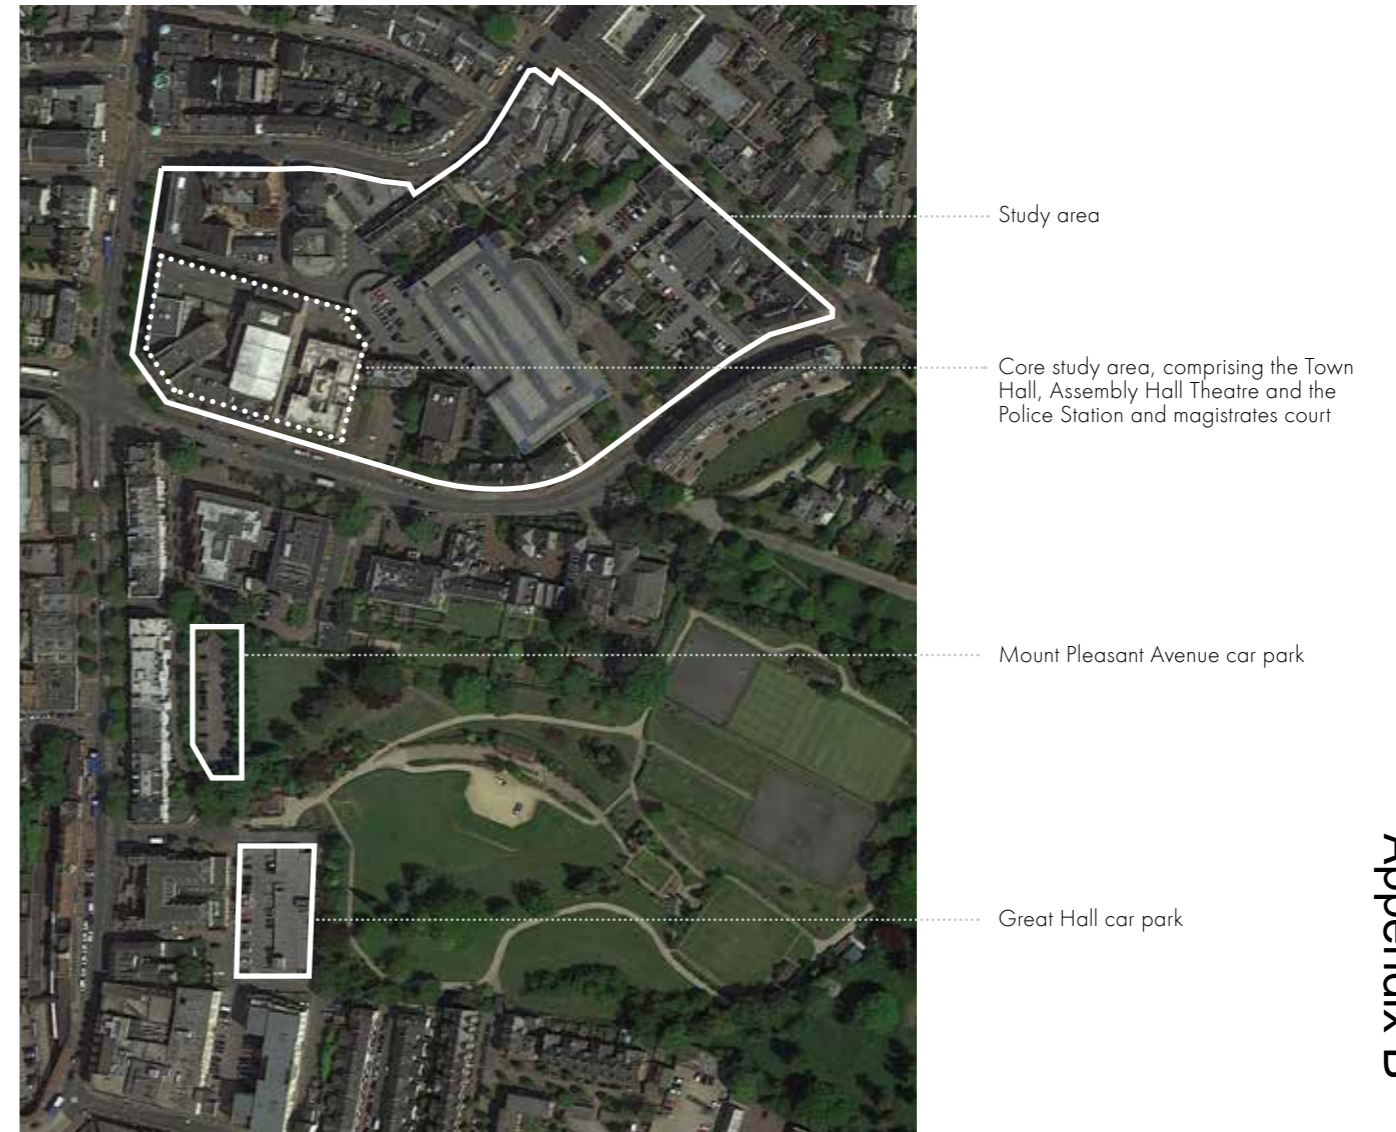 Study area
Core study area, comprising the Town
Hall, Assembly Hall Theatre and the
Police Station and magistrates court
Mount Pleasant Avenue car park
Great Hall car park
Appendix B